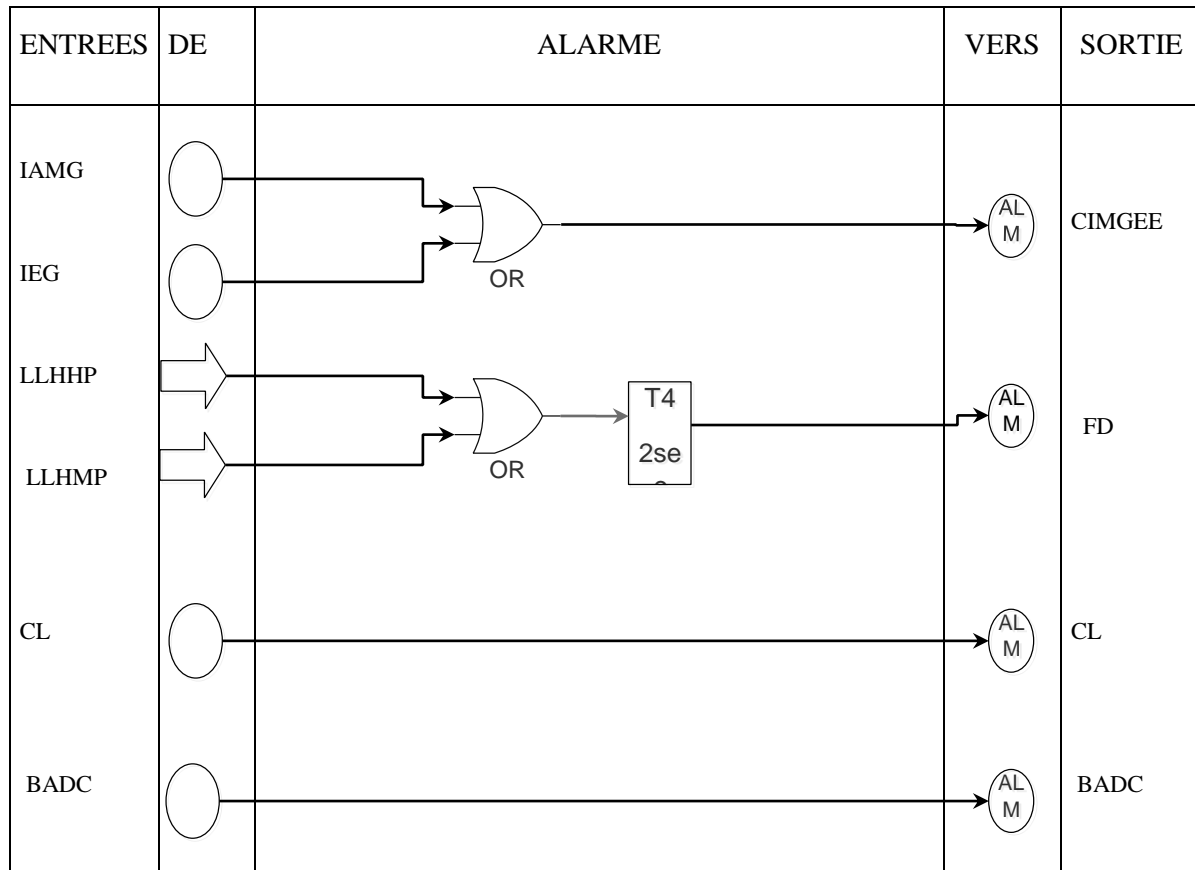 ENTREES DE ALARME VERS SORTIE
IAMG
AL
M
CIMGEE
IEG
OR
LLHHP
T4
2se
AL
M
FD
LLHMP
OR
CL
AL
M
CL
BADC
AL
M
BADC